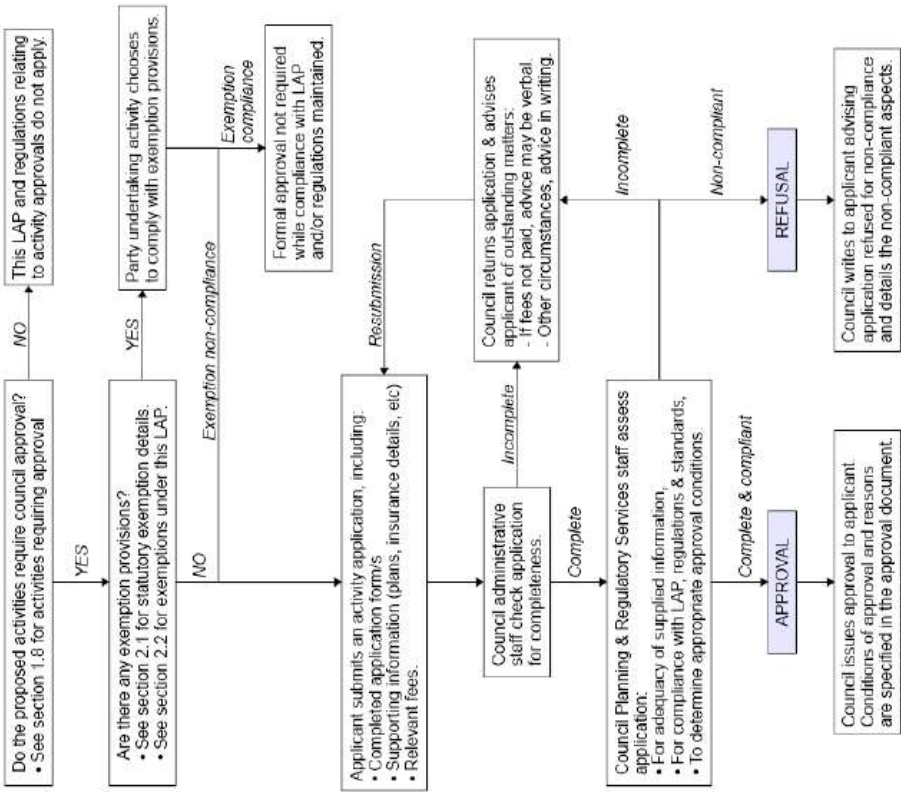 Do the proposed activities require council approval?
• See section 1.8 for activities requiring approval
NO
This LAP and regulations relating
to activity approvals do not apply.
YES
Are there any exemption provisions?
• See section 2.1 for statutory exemption details.
• See section 2.2 for exemptions under this LAP.
YES
Party undertaking activity chooses
to comply with exemption provisions.
NO
Exemption non-compliance
Exemption
compliance
Formal approval not required
while compliance with LAP
and/or regulations maintained.
Applicant submits an activity application, including:
• Completed application form/s
• Supporting information (plans, insurance details, etc)
• Relevant fees.
Resubmission
Council administrative
staff check application
for completeness.
Incomplete
Council returns application & advises
applicant of outstanding matters:
- If fees not paid, advice may be verbal.
- Other circumstances, advice in writing.
Complete
Council Planning & Regulatory Services staff assess
application:
• For adequacy of supplied information,
• For compliance with LAP, regulations & standards,
• To determine appropriate approval conditions.
Incomplete
Complete & compliant
Non-compliant
APPROVAL
REFUSAL
Council issues approval to applicant.
Conditions of approval and reasons
are specified in the approval document.
Council writes to applicant advising
application refused for non-compliance
and details the non-compliant aspects.